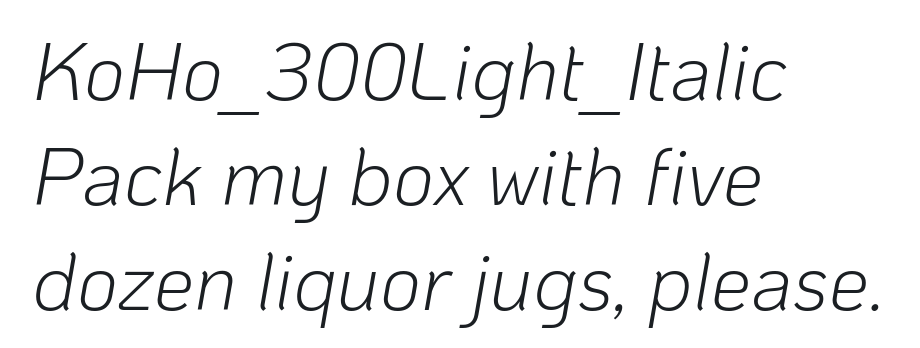 KoHo_300Light_Italic
Pack my box with five
dozen liquor jugs, please.